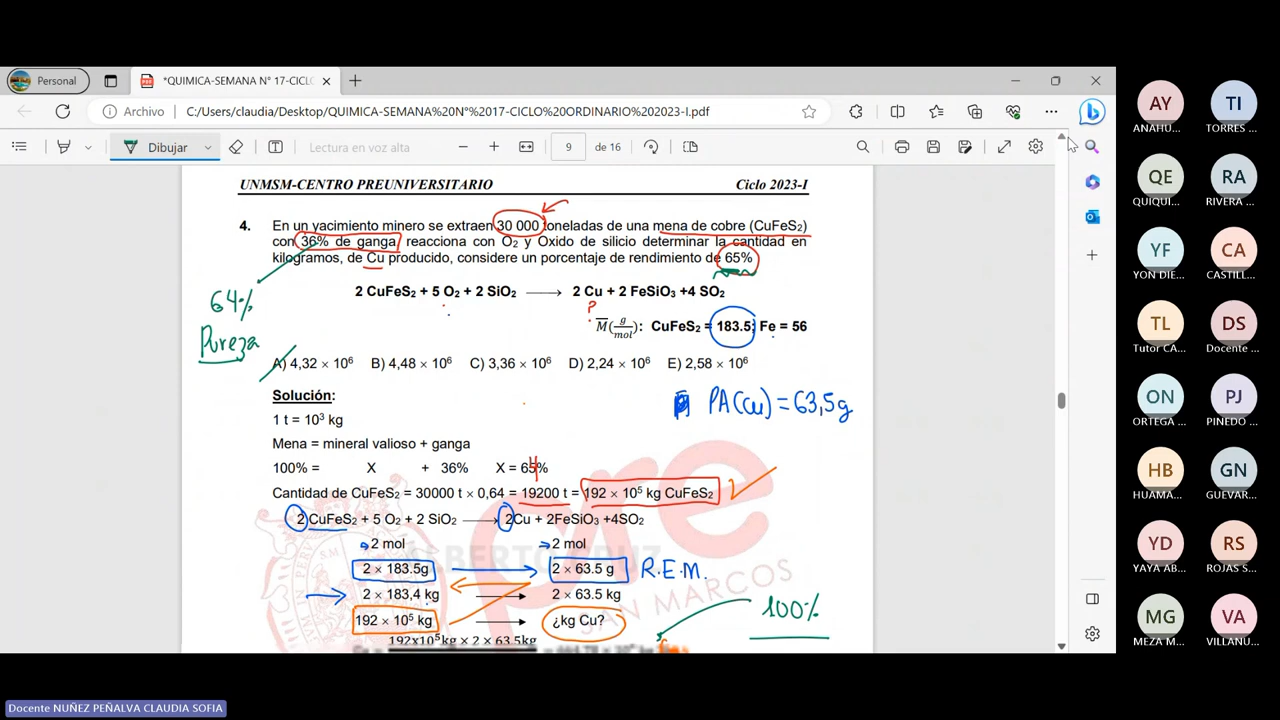 Personal
*QUIMICA-SEMANA N° 17-CICLC
Archivo
C:/Users/claudia/Desktop/QUIMICA-SEMANA%20N°%2017-CICLO%20ORDINARIO%202023-I.pdf
Dibujar
Lectura en voz alta
9
de 16
UNMSM-CENTRO PREUNIVERSITARIO
Ciclo 2023-I
4. En un yacimiento minero se extraen 30 000 toneladas de una mena de cobre (CuFeS₂)
con 36% de ganga, reacciona con O₂ y Oxido de silicio determinar la cantidad en
kilogramos, de Cu producido, considere un porcentaje de rendimiento de 65%
64%
Pureza
2 CuFeS₂ + 5 O₂ + 2 SiO₂ ⟶ 2 Cu + 2 FeSiO₃ +4 SO₂
?
M̅(g/mol): CuFeS₂ = 183.5; Fe = 56
A) 4,32 × 10⁶ B) 4,48 × 10⁶ C) 3,36 × 10⁶ D) 2,24 × 10⁶ E) 2,58 × 10⁶
Solución:
PA(Cu) = 63,5g
1 t = 10³ kg
Mena = mineral valioso + ganga
100% = X + 36% X = 65%
4
Cantidad de CuFeS₂ = 30000 t × 0,64 = 19200 t = 192 × 10⁵ kg CuFeS₂
2CuFeS₂ + 5 O₂ + 2 SiO₂ ⟶ 2Cu + 2FeSiO₃ +4SO₂
2 mol 2 mol
2 × 183.5g 2 × 63.5 g R.E.M.
2 × 183,4 kg ⟶ 2 × 63.5 kg
192 × 10⁵ kg ⟶ ¿kg Cu?
100%
192x10⁵kg × 2 × 63.5kg
pre
SAN MARCOS
AY
ANAHU...
TI
TORRES ...
QE
QUIQUI...
RA
RIVERA ...
YF
YON DIE...
CA
CASTILL...
TL
Tutor CA...
DS
Docente ...
ON
ORTEGA ...
PJ
PINEDO ...
HB
HUAMA...
GN
GUEVAR...
YD
YAYA AB...
RS
ROJAS S...
MG
MEZA M...
VA
VILLANU...
Docente NUÑEZ PEÑALVA CLAUDIA SOFIA